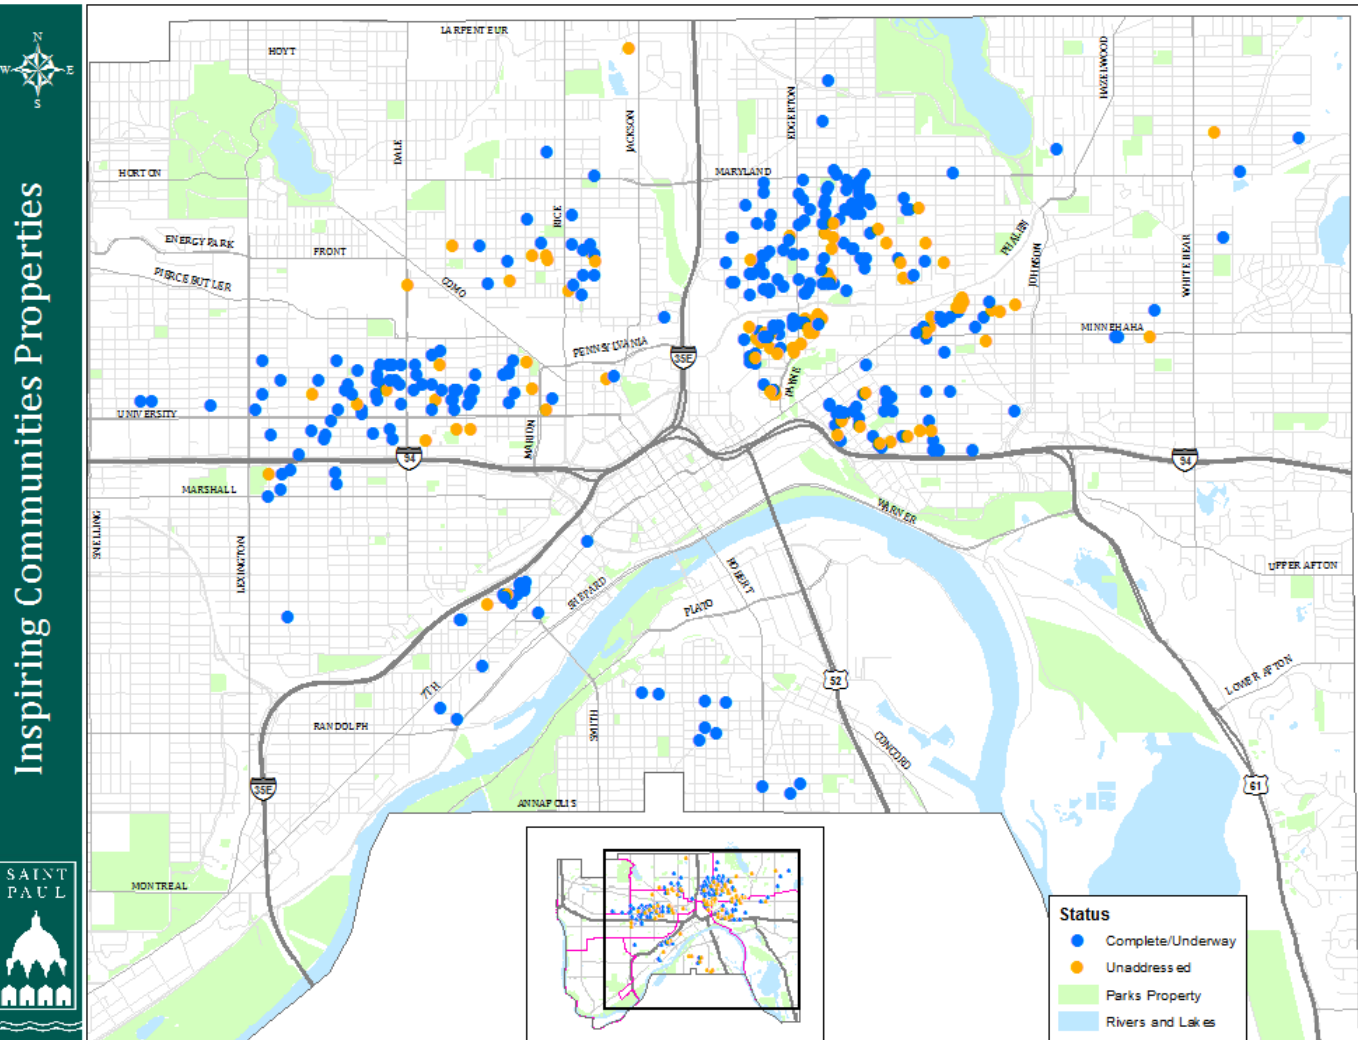 Inspiring Communities Properties
N
W
E
S
SAINT
PAUL
LARPENTEUR
HOYT
HAZELWOOD
EDGERTON
JACKSON
DALE
HORTON
MARYLAND
RICE
ENERGY PARK
FRONT
PHALEN
JOHNSON
WHITE BEAR
PIERCE BUTLER
COMO
MINNEHAHA
PENNSYLVANIA
35E
PAYNE
UNIVERSITY
MARION
94
94
MARSHALL
SNELLING
WARNER
LEXINGTON
UPPER AFTON
ROBERT
SHEPARD
PLATO
52
LOWER AFTON
7TH
RANDOLPH
SMITH
CONCORD
35E
61
ANNAPOLIS
MONTREAL
Status
Complete/Underway
Unaddressed
Parks Property
Rivers and Lakes